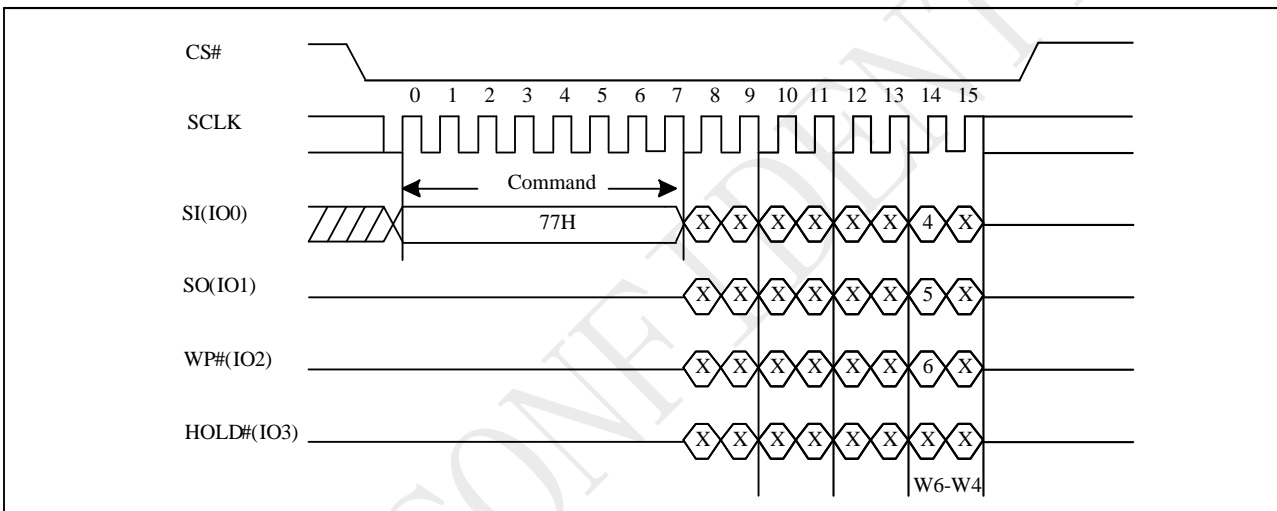 CS#
0 1 2 3 4 5 6 7 8 9 10 11 12 13 14 15
SCLK
Command
SI(IO0) 77H X X X X X X 4 X
SO(IO1) X X X X X X 5 X
WP#(IO2) X X X X X X 6 X
HOLD#(IO3) X X X X X X X X
W6-W4